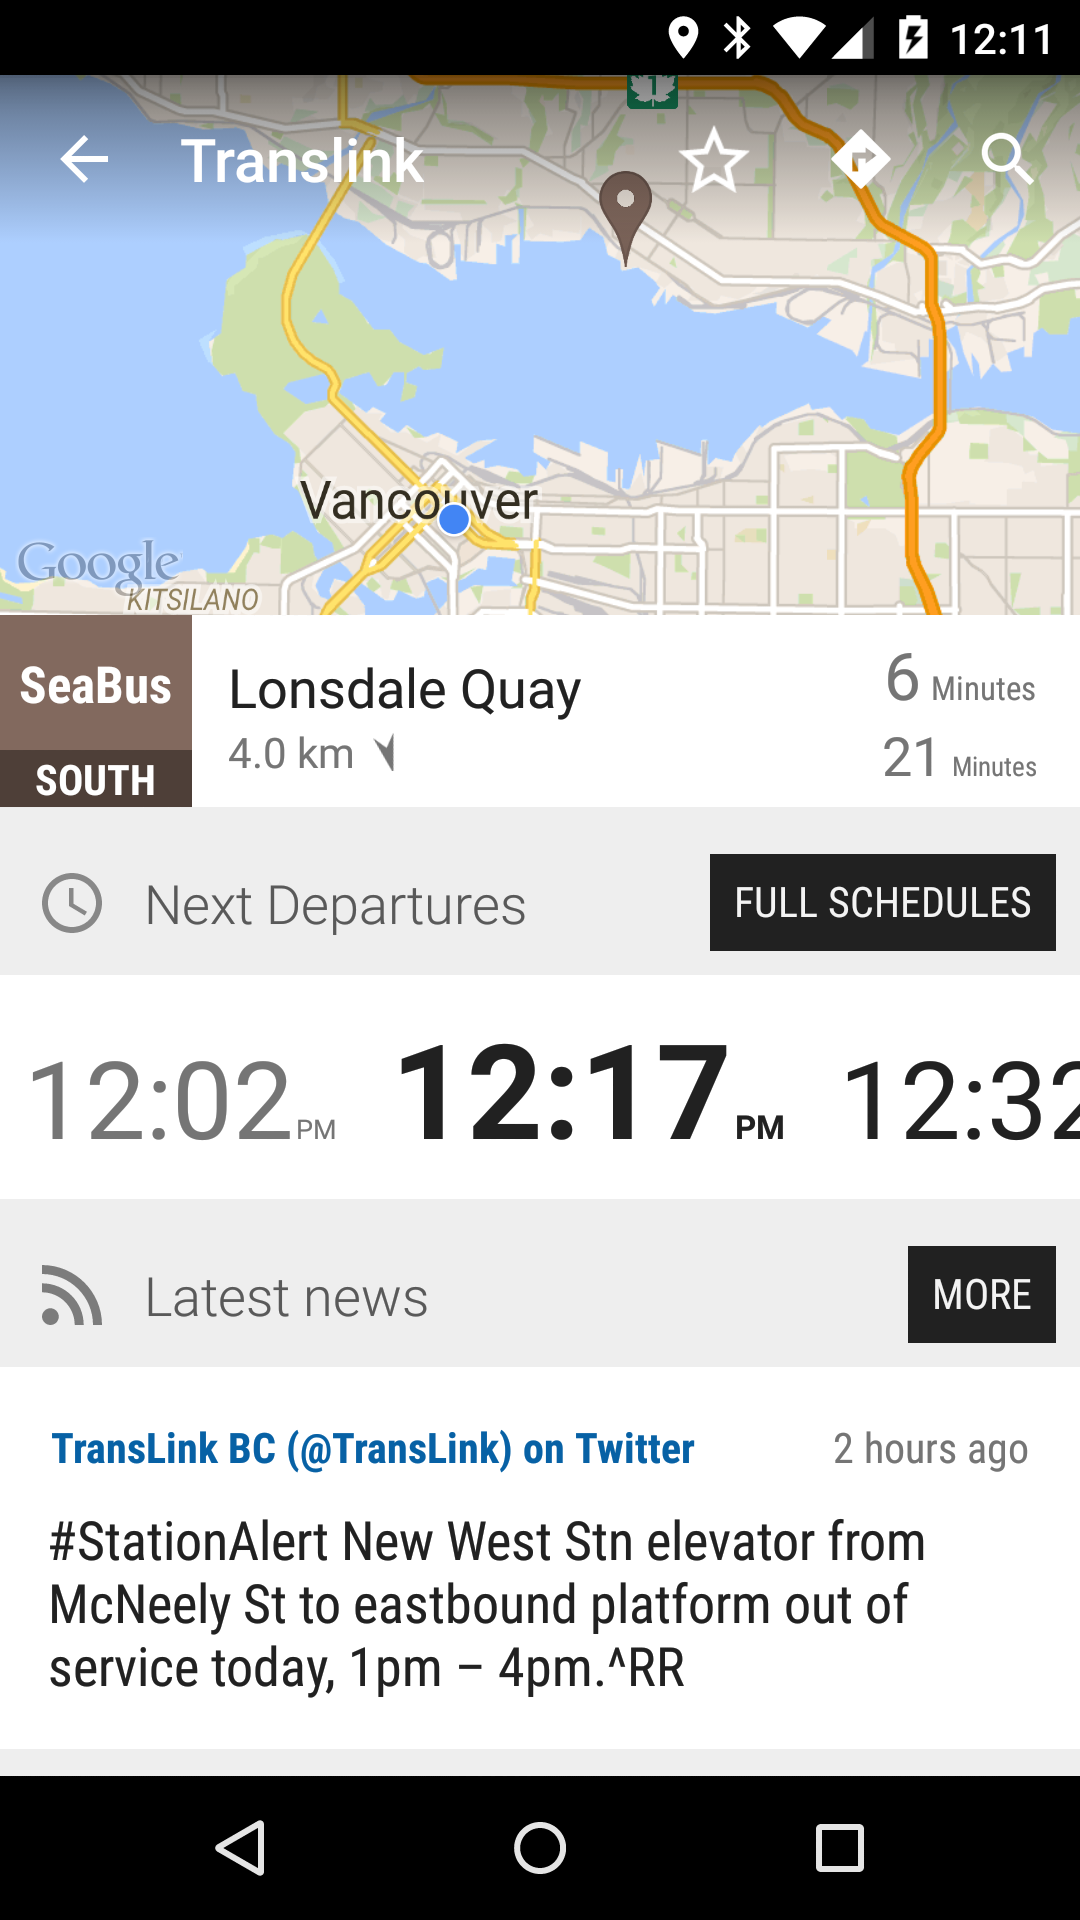 12:11
1
Translink
Vancouver
Google
KITSILANO
SeaBus
SOUTH
Lonsdale Quay
4.0 km
6 Minutes
21 Minutes
Next Departures
FULL SCHEDULES
12:02 PM
12:17 PM
12:32
Latest news
MORE
TransLink BC (@TransLink) on Twitter
2 hours ago
#StationAlert New West Stn elevator from
McNeely St to eastbound platform out of
service today, 1pm – 4pm.^RR